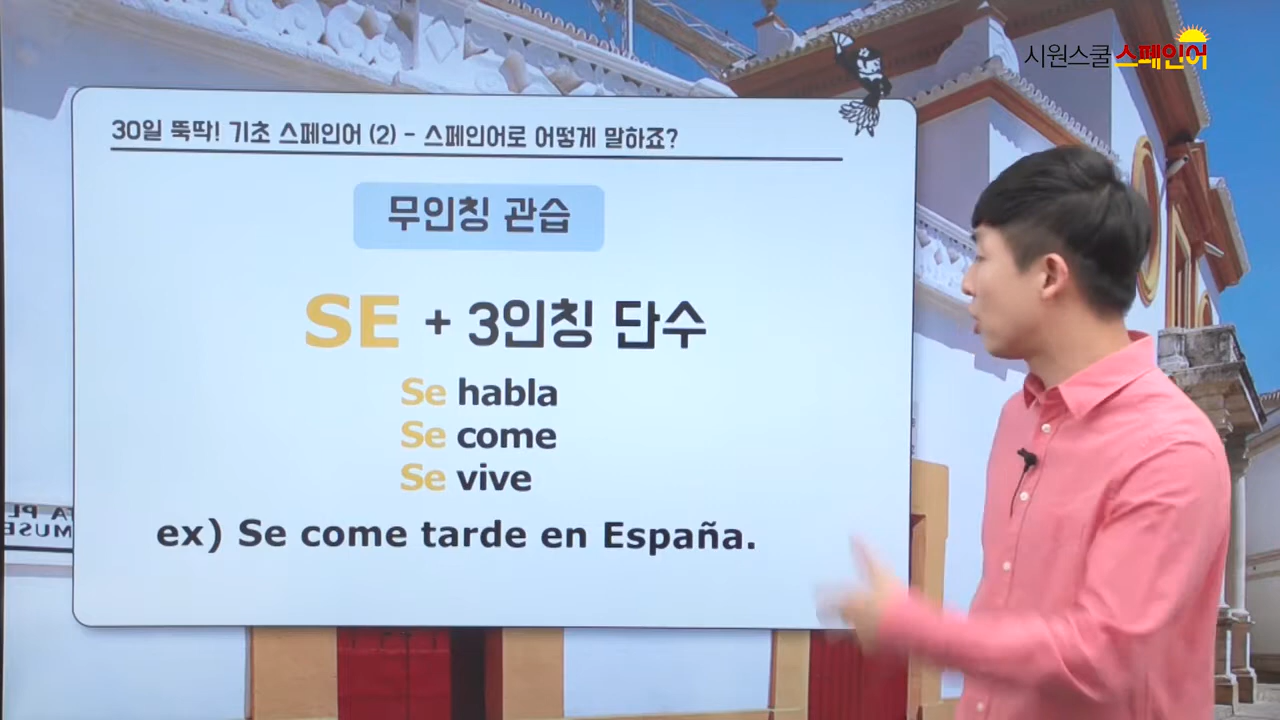 시원스쿨 스페인어
30일 뚝딱! 기초 스페인어 (2) - 스페인어로 어떻게 말하죠?
무인칭 관습
SE + 3인칭 단수
Se habla
Se come
Se vive
ex) Se come tarde en España.